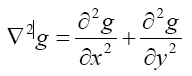 ∇²g = ∂²g/∂x² + ∂²g/∂y²